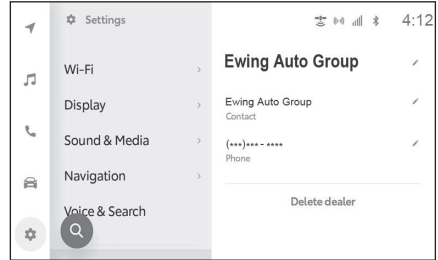 Settings
4:12
Wi-Fi
Display
Sound & Media
Navigation
Voice & Search
Ewing Auto Group
Ewing Auto Group
Contact
(***)***-****
Phone
Delete dealer